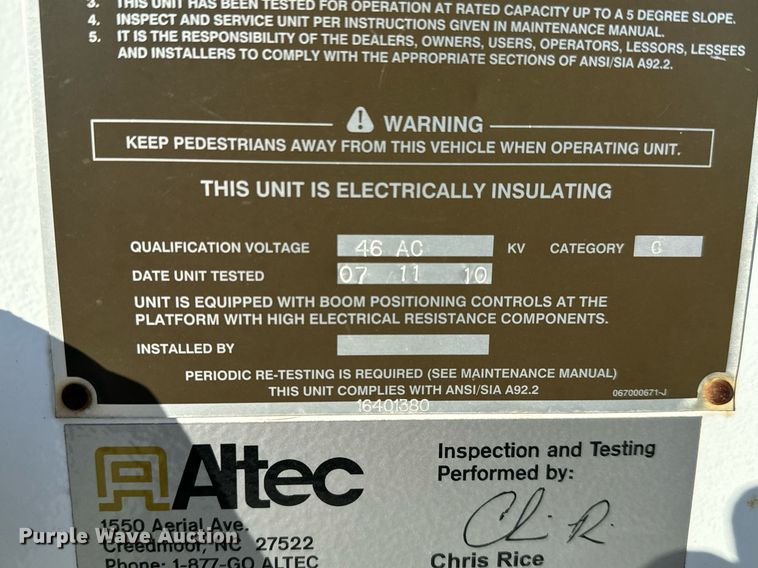 3. THIS UNIT HAS BEEN TESTED FOR OPERATION AT RATED CAPACITY UP TO A 5 DEGREE SLOPE.
4. INSPECT AND SERVICE UNIT PER INSTRUCTIONS GIVEN IN MAINTENANCE MANUAL.
5. IT IS THE RESPONSIBILITY OF THE DEALERS, OWNERS, USERS, OPERATORS, LESSORS, LESSEES
AND INSTALLERS TO COMPLY WITH THE APPROPRIATE SECTIONS OF ANSI/SIA A92.2.
WARNING
KEEP PEDESTRIANS AWAY FROM THIS VEHICLE WHEN OPERATING UNIT.
THIS UNIT IS ELECTRICALLY INSULATING
QUALIFICATION VOLTAGE 46 AC KV CATEGORY C
DATE UNIT TESTED 07 11 10
UNIT IS EQUIPPED WITH BOOM POSITIONING CONTROLS AT THE
PLATFORM WITH HIGH ELECTRICAL RESISTANCE COMPONENTS.
INSTALLED BY
PERIODIC RE-TESTING IS REQUIRED (SEE MAINTENANCE MANUAL)
THIS UNIT COMPLIES WITH ANSI/SIA A92.2 067000671-J
16401380
Altec
1550 Aerial Ave.
Creedmoor, NC 27522
Phone: 1-877-GO ALTEC
Inspection and Testing
Performed by:
Chris Rice
Purple Wave Auction